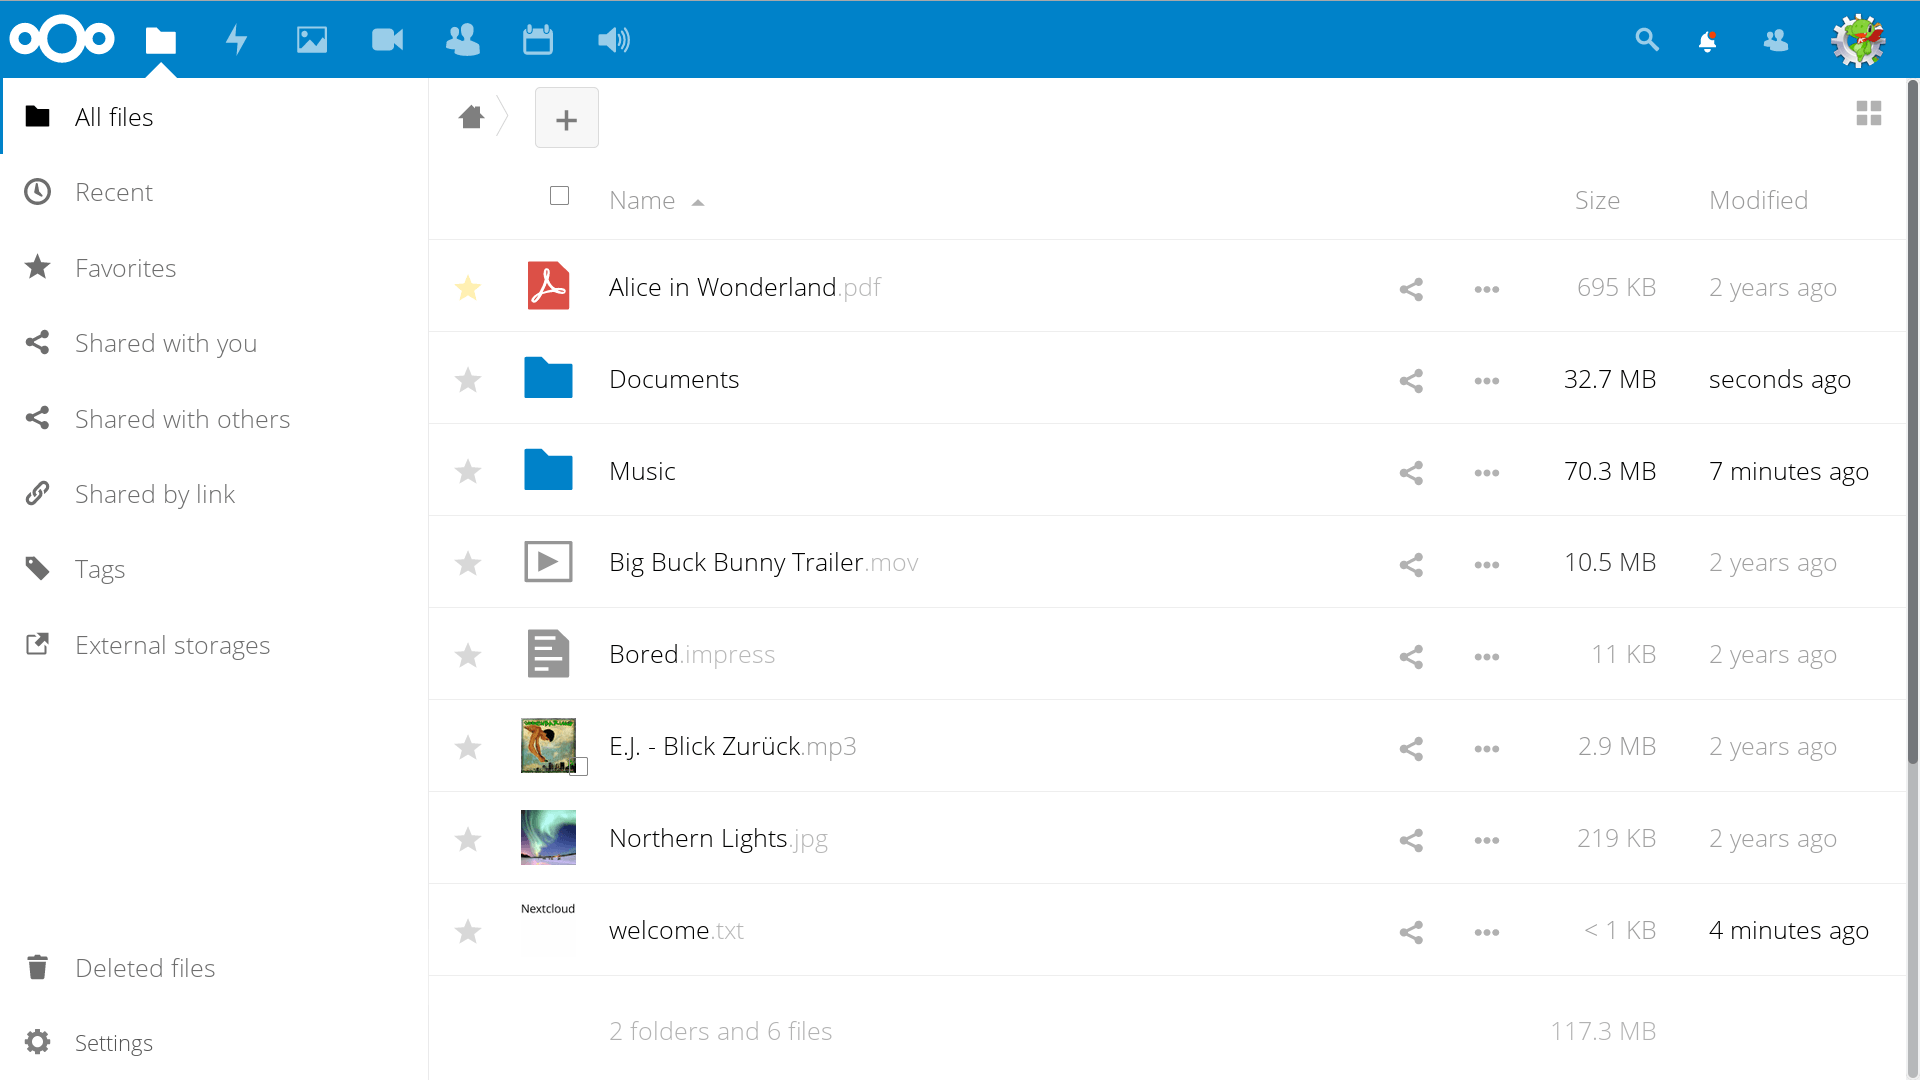 All files
Recent
Favorites
Shared with you
Shared with others
Shared by link
Tags
External storages
Deleted files
Settings
+
Name Size Modified
Alice in Wonderland.pdf 695 KB 2 years ago
Documents 32.7 MB seconds ago
Music 70.3 MB 7 minutes ago
Big Buck Bunny Trailer.mov 10.5 MB 2 years ago
Bored.impress 11 KB 2 years ago
E.J. - Blick Zurück.mp3 2.9 MB 2 years ago
Northern Lights.jpg 219 KB 2 years ago
Nextcloud
welcome.txt < 1 KB 4 minutes ago
2 folders and 6 files 117.3 MB